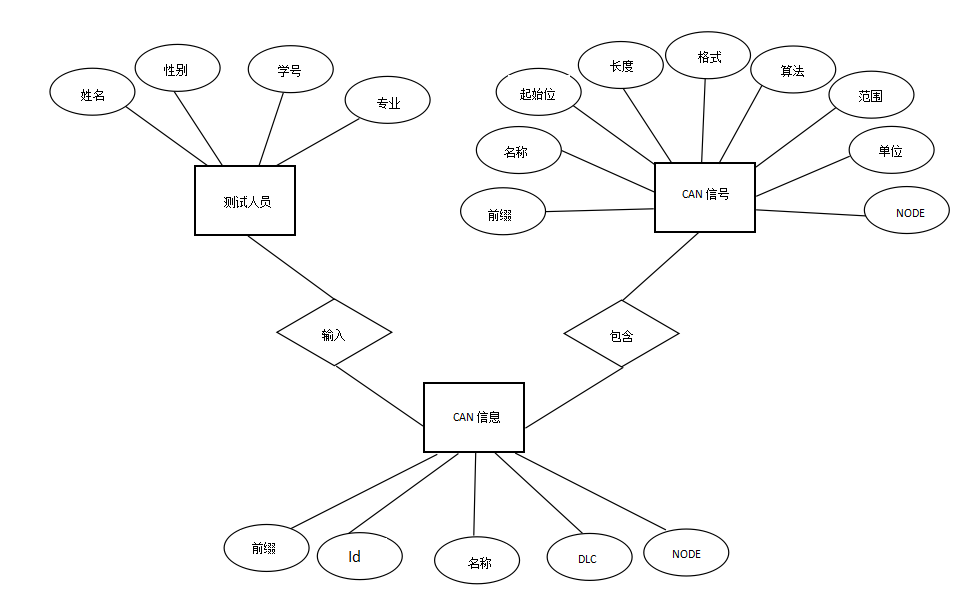 姓名
性别
学号
专业
测试人员
前缀
名称
起始位
长度
格式
算法
范围
单位
NODE
CAN 信号
输入
包含
CAN 信息
前缀
Id
名称
DLC
NODE